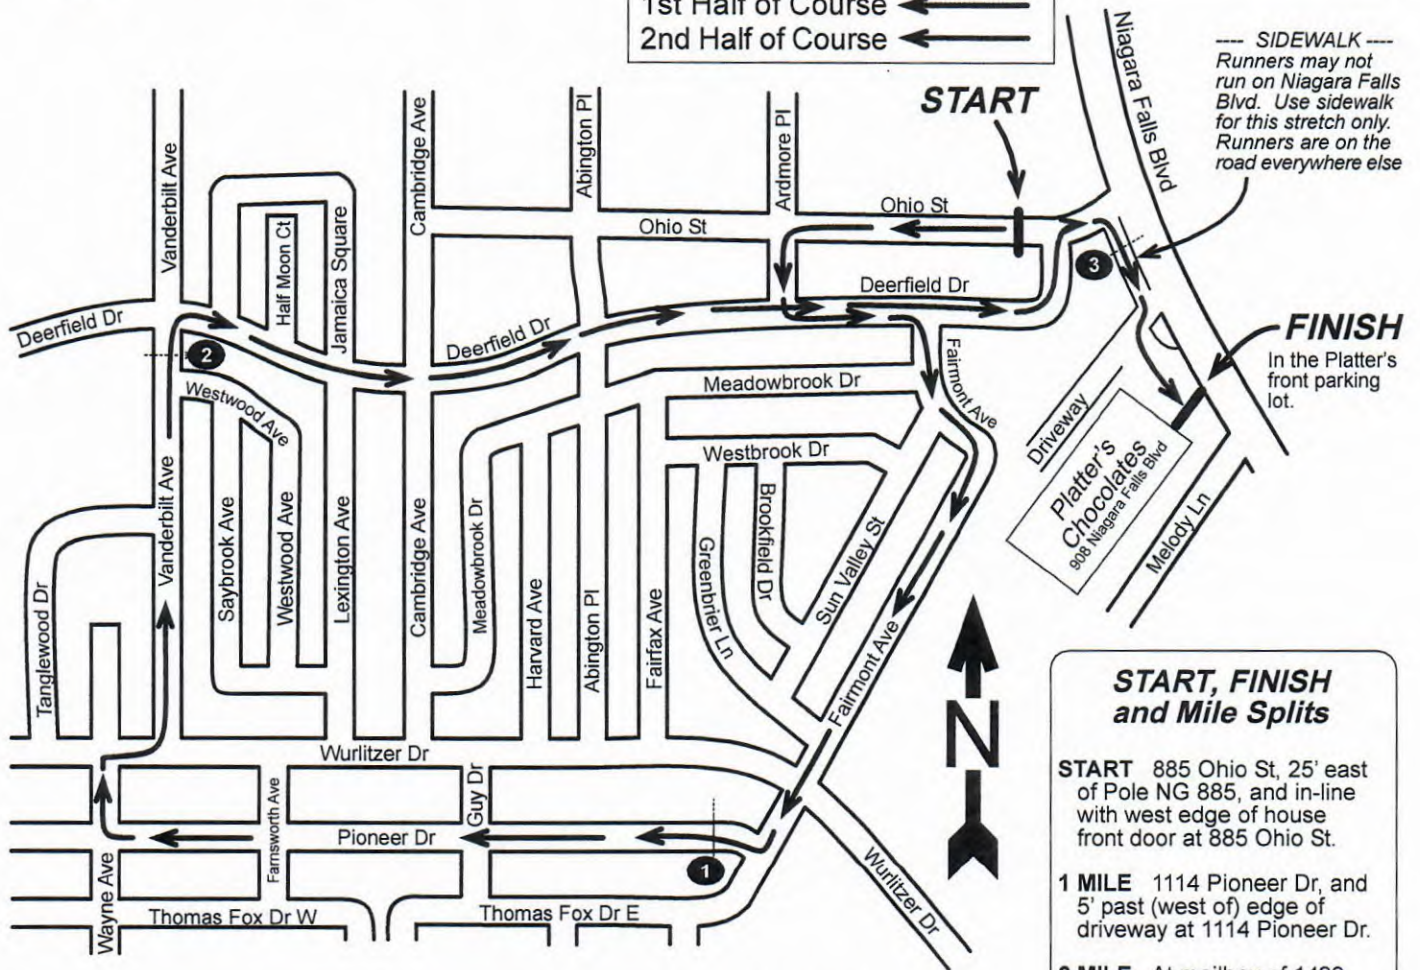 1st Half of Course
2nd Half of Course
START
Niagara Falls Blvd
---- SIDEWALK ----
Runners may not
run on Niagara Falls
Blvd. Use sidewalk
for this stretch only.
Runners are on the
road everywhere else
Vanderbilt Ave
Cambridge Ave
Abington Pl
Ardmore Pl
Half Moon Ct
Jamaica Square
Ohio St
Ohio St
Deerfield Dr
Deerfield Dr
Deerfield Dr
3
2
FINISH
In the Platter's
front parking
lot.
Westwood Ave
Meadowbrook Dr
Fairmont Ave
Westbrook Dr
Driveway
Platter's
Chocolates
908 Niagara Falls Blvd
Melody Ln
Vanderbilt Ave
Saybrook Ave
Westwood Ave
Lexington Ave
Cambridge Ave
Meadowbrook Dr
Harvard Ave
Abington Pl
Fairfax Ave
Greenbrier Ln
Brookfield Dr
Sun Valley St
Fairmont Ave
Tanglewood Dr
N
Wurlitzer Dr
Guy Dr
Farnsworth Ave
Pioneer Dr
1
Wayne Ave
Thomas Fox Dr W
Thomas Fox Dr E
Wurlitzer Dr
START, FINISH
and Mile Splits
START 885 Ohio St, 25' east
of Pole NG 885, and in-line
with west edge of house
front door at 885 Ohio St.
1 MILE 1114 Pioneer Dr, and
5' past (west of) edge of
driveway at 1114 Pioneer Dr.